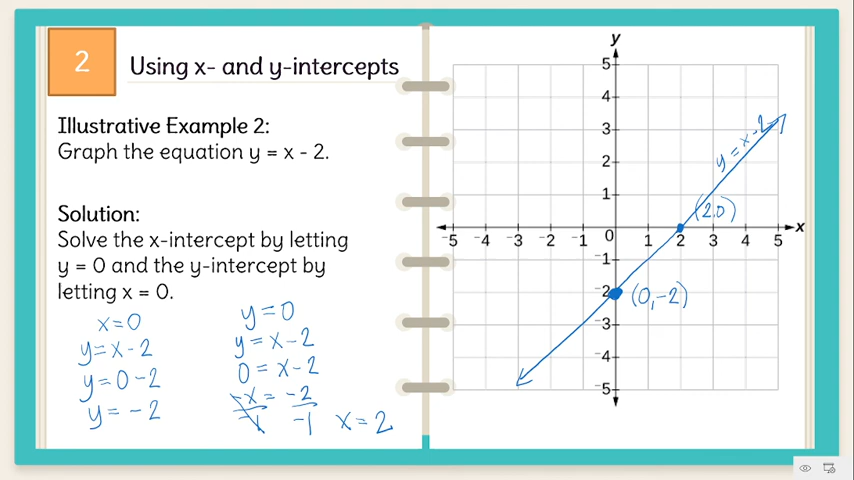 2
Using x- and y-intercepts
Illustrative Example 2:
Graph the equation y = x - 2.
Solution:
Solve the x-intercept by letting
y = 0 and the y-intercept by
letting x = 0.
x=0
y=x-2
y=0-2
y=-2
y=0
y=x-2
0=x-2
-x=-2
-1 -1
x=2
y
5
4
3
2
1
-5 -4 -3 -2 -1 0 1 2 3 4 5 x
-1
-2
-3
-4
-5
y=x-2
(2,0)
(0,-2)